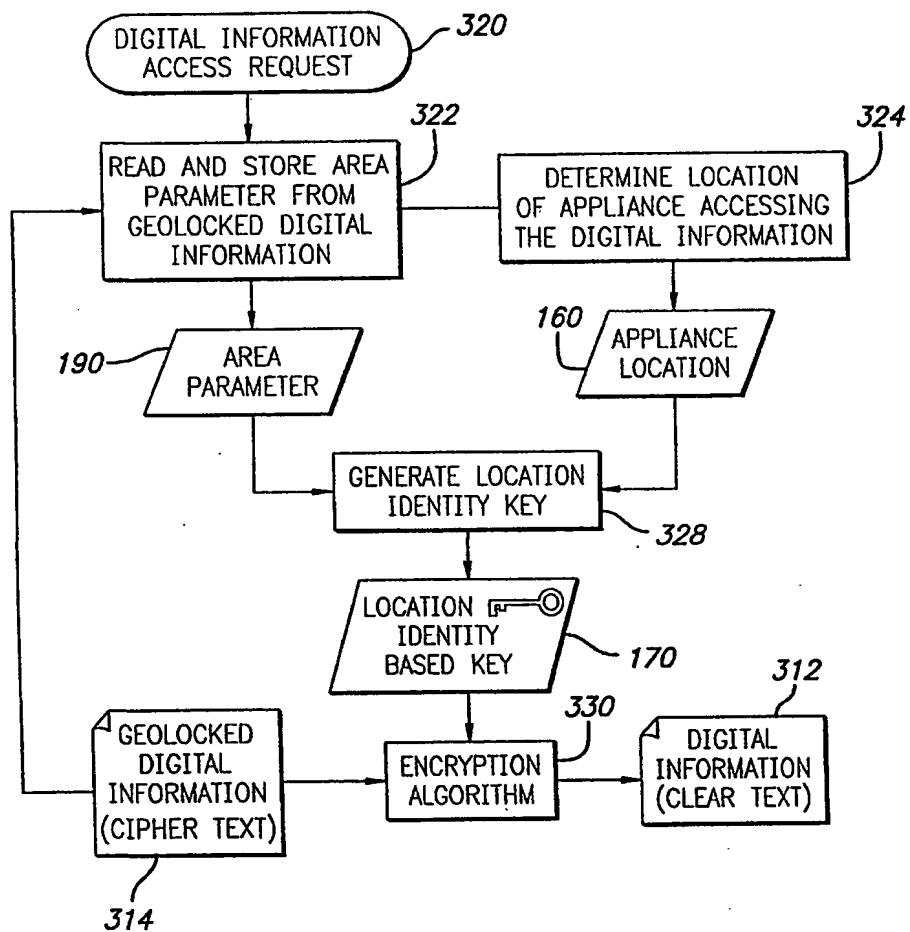 DIGITAL INFORMATION
ACCESS REQUEST
320
322
READ AND STORE AREA
PARAMETER FROM
GEOLOCKED DIGITAL
INFORMATION
324
DETERMINE LOCATION
OF APPLIANCE ACCESSING
THE DIGITAL INFORMATION
190
AREA
PARAMETER
160
APPLIANCE
LOCATION
GENERATE LOCATION
IDENTITY KEY
328
LOCATION
IDENTITY
BASED KEY
170
GEOLOCKED
DIGITAL
INFORMATION
(CIPHER TEXT)
314
330
ENCRYPTION
ALGORITHM
312
DIGITAL
INFORMATION
(CLEAR TEXT)